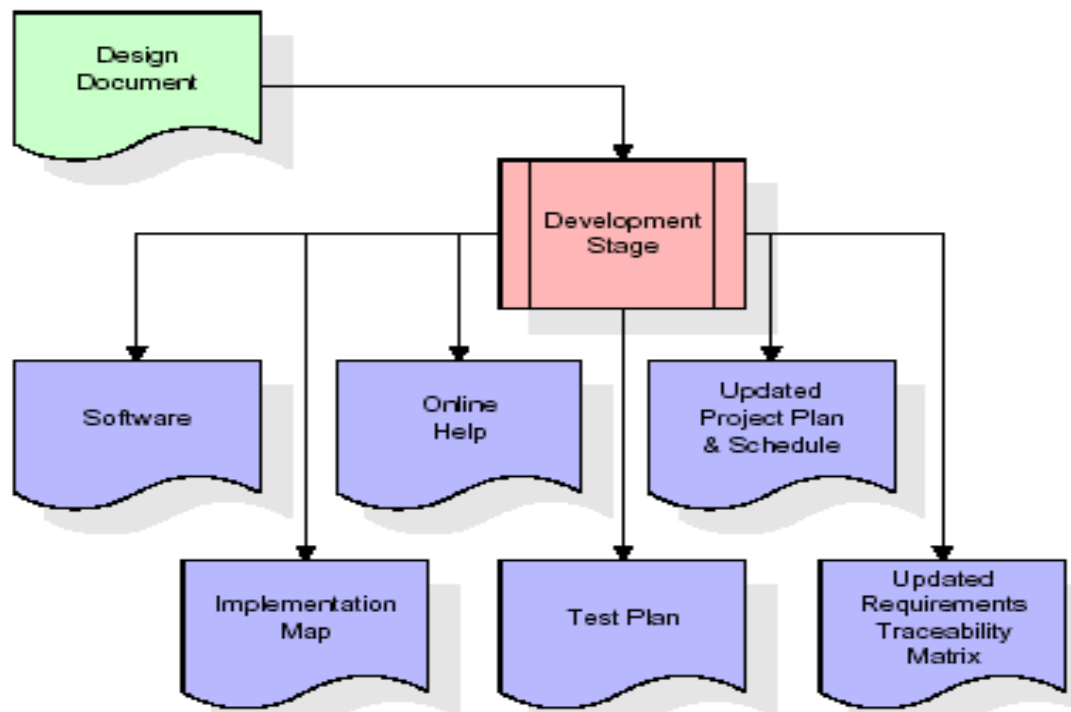 Design
Document
Development
Stage
Software
Online
Help
Updated
Project Plan
& Schedule
Implementation
Map
Test Plan
Updated
Requirements
Traceability
Matrix